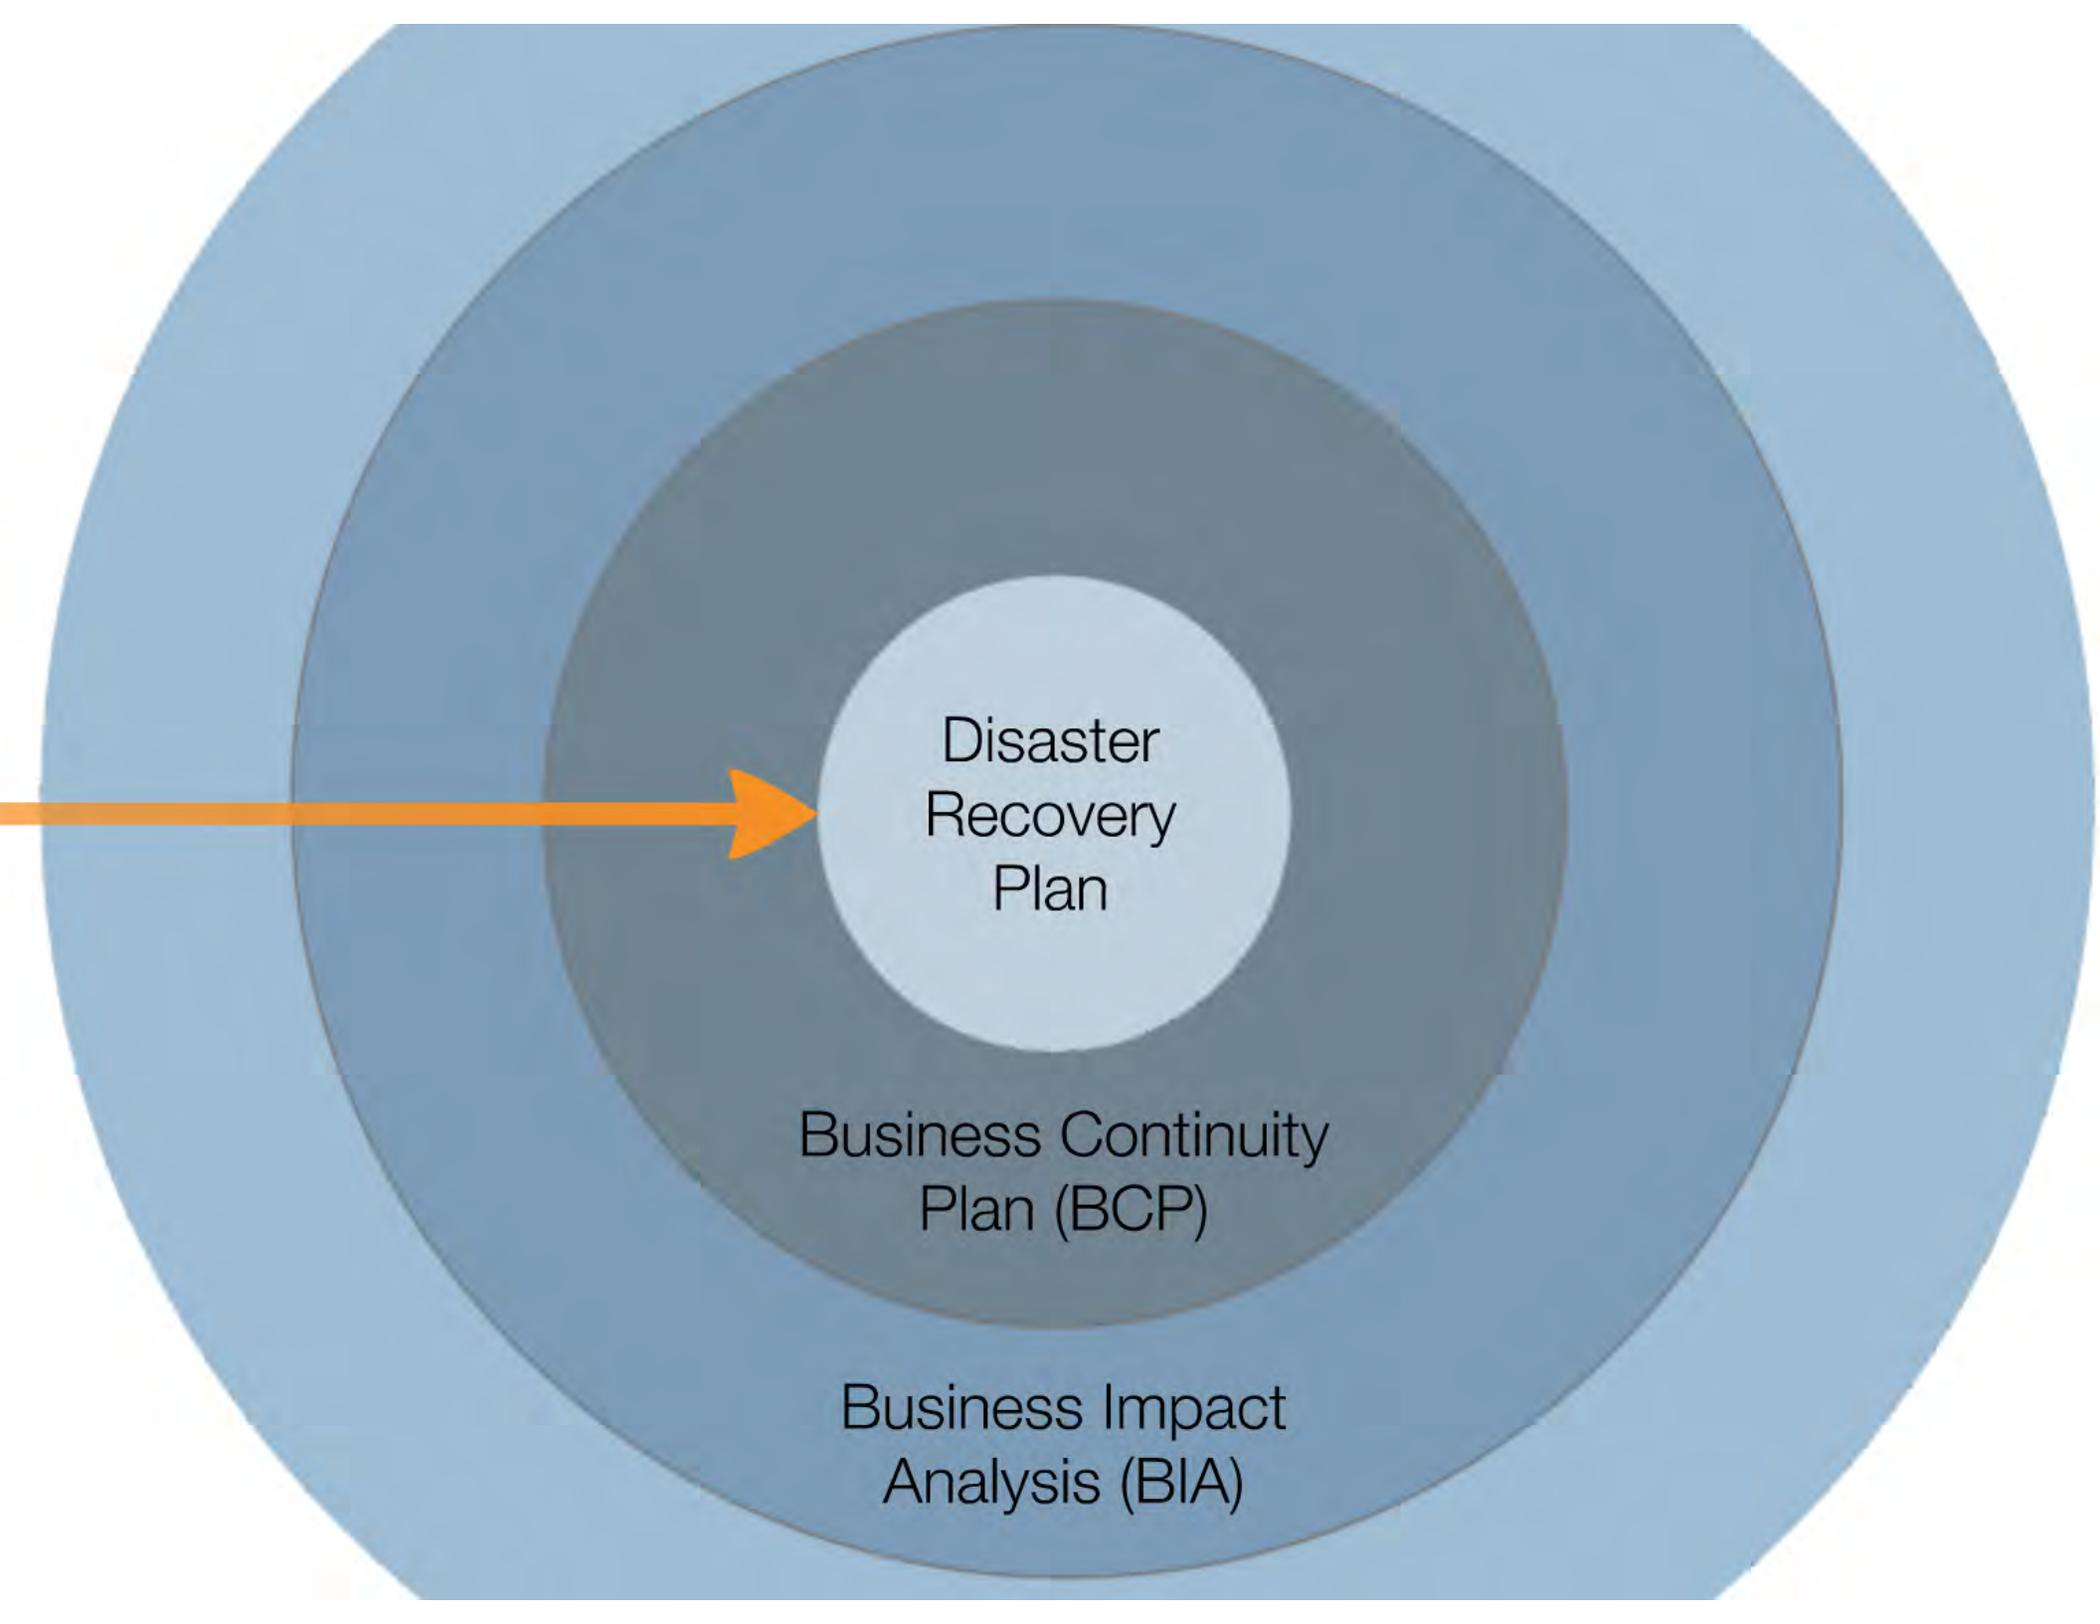 Disaster
Recovery
Plan
Business Continuity
Plan (BCP)
Business Impact
Analysis (BIA)